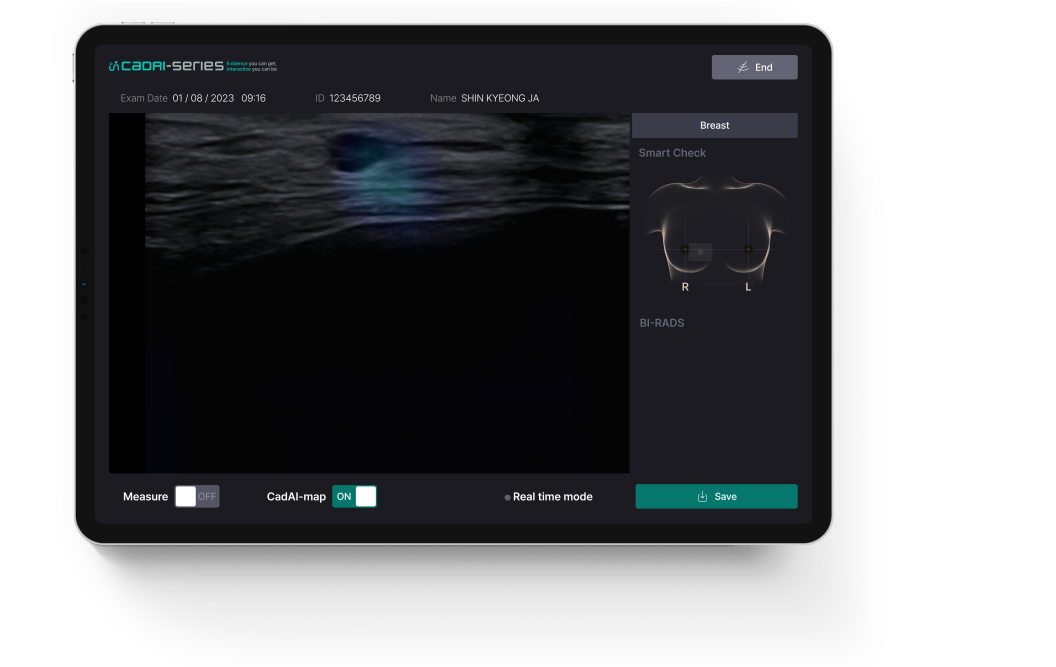 CADAI-SERIES Evidence you can get,
Interactive you can be
End
Exam Date 01 / 08 / 2023 09:16 ID 123456789 Name SHIN KYEONG JA
Breast
Smart Check
R L
BI-RADS
Measure OFF CadAI-map ON Real time mode Save